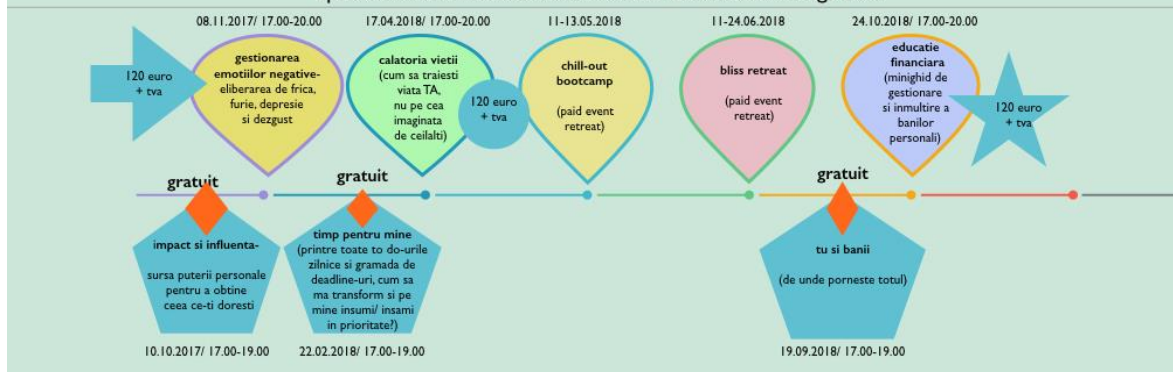 08.11.2017/ 17.00-20.00
17.04.2018/ 17.00-20.00
11-13.05.2018
11-24.06.2018
24.10.2018/ 17.00-20.00
120 euro
+ tva
gestionarea
emotiilor negative-
eliberarea de frica,
furie, depresie
si dezgust
calatoria vietii
(cum sa traiesti
viata TA,
nu pe cea
imaginata
de ceilalti)
120 euro
+ tva
chill-out
bootcamp
(paid event
retreat)
bliss retreat
(paid event
retreat)
educatie
financiara
(minighid de
gestionare
si inmultire a
banilor
personali)
120 euro
+ tva
gratuit
gratuit
gratuit
impact si influenta-
sursa puterii personale
pentru a obtine
ceea ce-ti doresti
timp pentru mine
(printre toate to do-urile
zilnice si gramada de
deadline-uri, cum sa
ma transform si pe
mine insumi/ insami
in prioritate?)
tu si banii
(de unde porneste totul)
10.10.2017/ 17.00-19.00
22.02.2018/ 17.00-19.00
19.09.2018/ 17.00-19.00